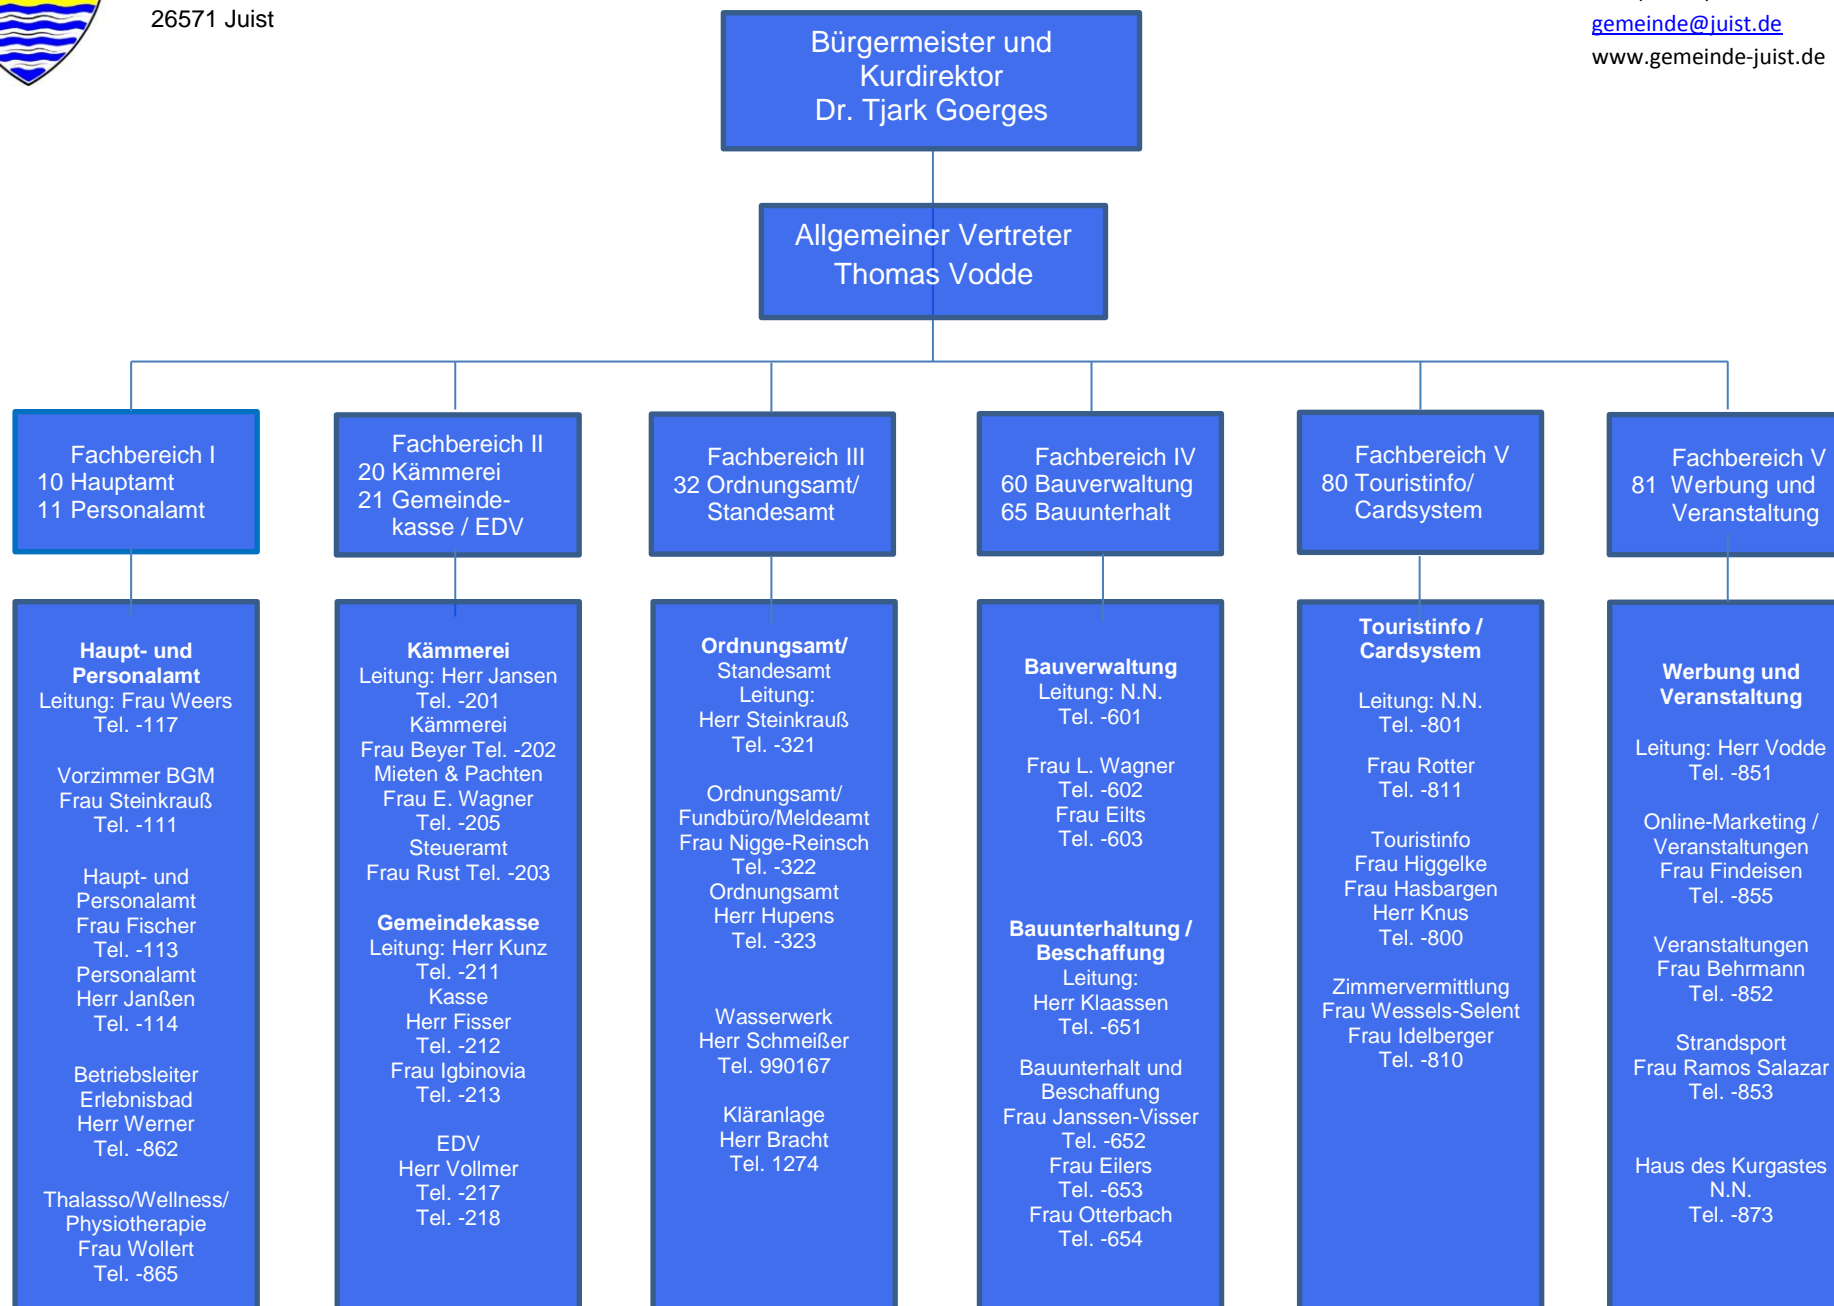 26571 Juist
gemeinde@juist.de
www.gemeinde-juist.de
Bürgermeister und
Kurdirektor
Dr. Tjark Goerges
Allgemeiner Vertreter
Thomas Vodde
Fachbereich I
10 Hauptamt
11 Personalamt
Fachbereich II
20 Kämmerei
21 Gemeinde-
kasse / EDV
Fachbereich III
32 Ordnungsamt/
Standesamt
Fachbereich IV
60 Bauverwaltung
65 Bauunterhalt
Fachbereich V
80 Touristinfo/
Cardsystem
Fachbereich V
81 Werbung und
Veranstaltung
Haupt- und
Personalamt
Leitung: Frau Weers
Tel. -117
Vorzimmer BGM
Frau Steinkrauß
Tel. -111
Haupt- und
Personalamt
Frau Fischer
Tel. -113
Personalamt
Herr Janßen
Tel. -114
Betriebsleiter
Erlebnisbad
Herr Werner
Tel. -862
Thalasso/Wellness/
Physiotherapie
Frau Wollert
Tel. -865
Kämmerei
Leitung: Herr Jansen
Tel. -201
Kämmerei
Frau Beyer Tel. -202
Mieten & Pachten
Frau E. Wagner
Tel. -205
Steueramt
Frau Rust Tel. -203
Gemeindekasse
Leitung: Herr Kunz
Tel. -211
Kasse
Herr Fisser
Tel. -212
Frau Igbinovia
Tel. -213
EDV
Herr Vollmer
Tel. -217
Tel. -218
Ordnungsamt/
Standesamt
Leitung:
Herr Steinkrauß
Tel. -321
Ordnungsamt/
Fundbüro/Meldeamt
Frau Nigge-Reinsch
Tel. -322
Ordnungsamt
Herr Hupens
Tel. -323
Wasserwerk
Herr Schmeißer
Tel. 990167
Kläranlage
Herr Bracht
Tel. 1274
Bauverwaltung
Leitung: N.N.
Tel. -601
Frau L. Wagner
Tel. -602
Frau Eilts
Tel. -603
Bauunterhaltung /
Beschaffung
Leitung:
Herr Klaassen
Tel. -651
Bauunterhalt und
Beschaffung
Frau Janssen-Visser
Tel. -652
Frau Eilers
Tel. -653
Frau Otterbach
Tel. -654
Touristinfo /
Cardsystem
Leitung: N.N.
Tel. -801
Frau Rotter
Tel. -811
Touristinfo
Frau Higgelke
Frau Hasbargen
Herr Knus
Tel. -800
Zimmervermittlung
Frau Wessels-Selent
Frau Idelberger
Tel. -810
Werbung und
Veranstaltung
Leitung: Herr Vodde
Tel. -851
Online-Marketing /
Veranstaltungen
Frau Findeisen
Tel. -855
Veranstaltungen
Frau Behrmann
Tel. -852
Strandsport
Frau Ramos Salazar
Tel. -853
Haus des Kurgastes
N.N.
Tel. -873